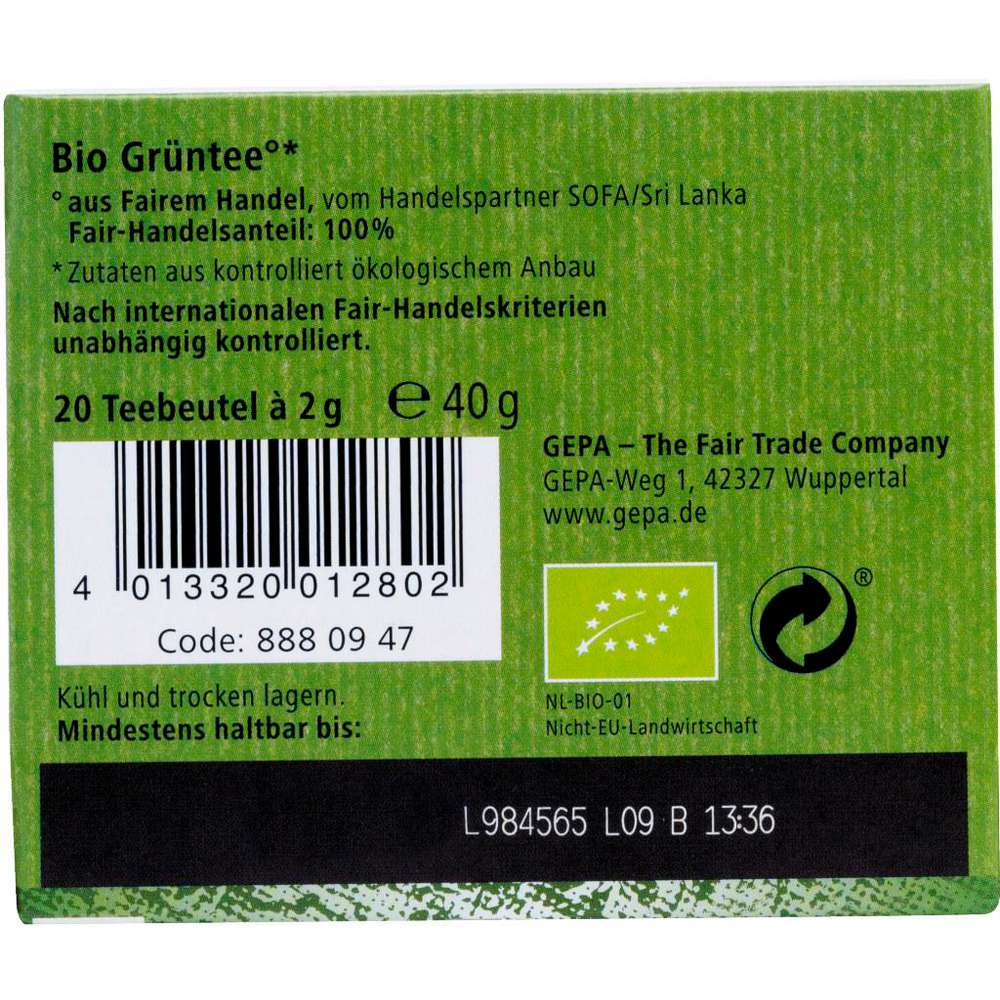 Bio Grüntee°*
° aus Fairem Handel, vom Handelspartner SOFA/Sri Lanka
Fair-Handelsanteil: 100%
* Zutaten aus kontrolliert ökologischem Anbau
Nach internationalen Fair-Handelskriterien
unabhängig kontrolliert.
20 Teebeutel à 2 g ℮ 40 g
GEPA – The Fair Trade Company
GEPA-Weg 1, 42327 Wuppertal
www.gepa.de
4 013320 012802
Code: 888 09 47
®
NL-BIO-01
Nicht-EU-Landwirtschaft
Kühl und trocken lagern.
Mindestens haltbar bis:
L984565 L09 B 13:36